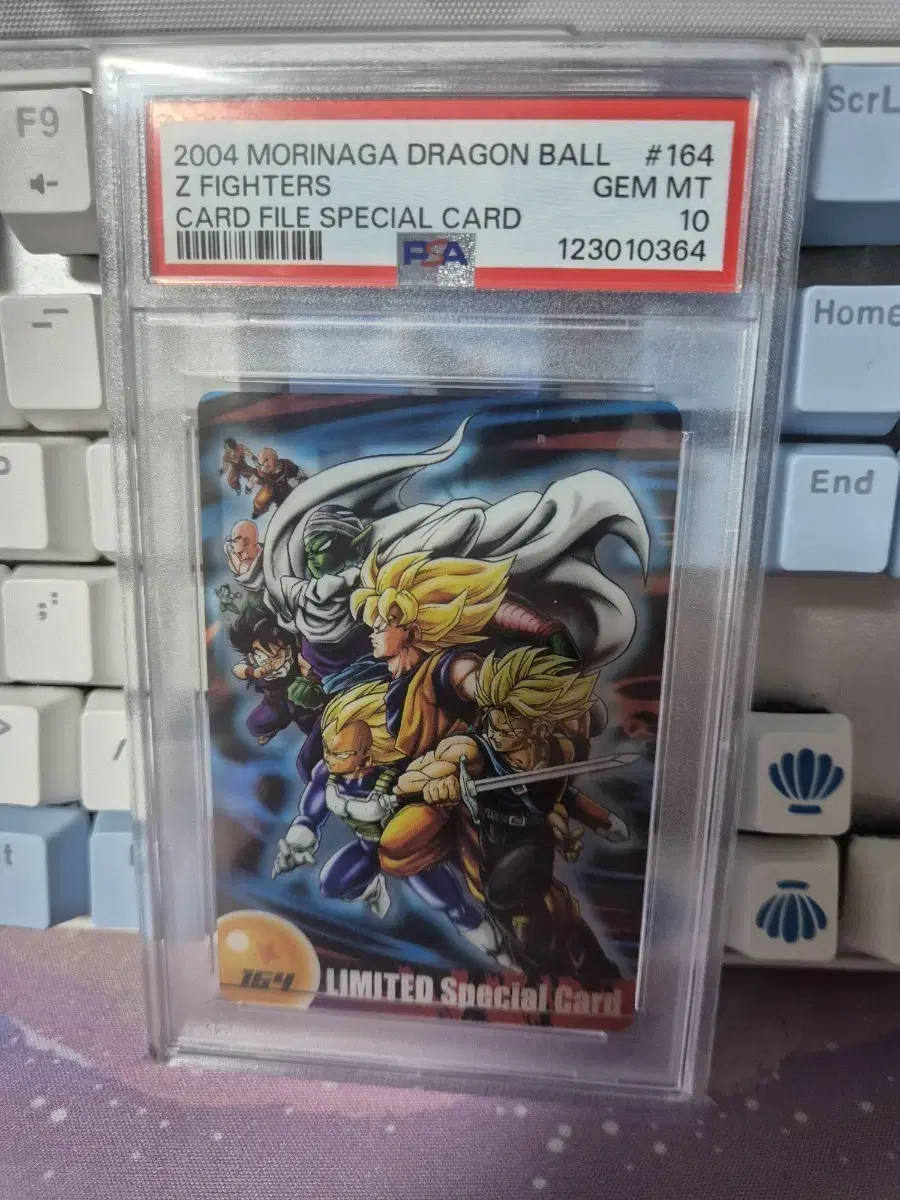 2004 MORINAGA DRAGON BALL #164
Z FIGHTERS GEM MT
CARD FILE SPECIAL CARD 10
PSA 123010364
F9
ScrL
Home
End
164
LIMITED Special Card